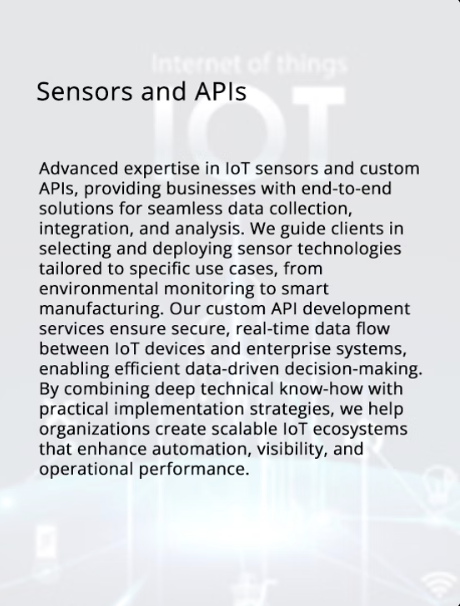 Internet of things
IOT
Sensors and APIs
Advanced expertise in IoT sensors and custom
APIs, providing businesses with end-to-end
solutions for seamless data collection,
integration, and analysis. We guide clients in
selecting and deploying sensor technologies
tailored to specific use cases, from
environmental monitoring to smart
manufacturing. Our custom API development
services ensure secure, real-time data flow
between IoT devices and enterprise systems,
enabling efficient data-driven decision-making.
By combining deep technical know-how with
practical implementation strategies, we help
organizations create scalable IoT ecosystems
that enhance automation, visibility, and
operational performance.